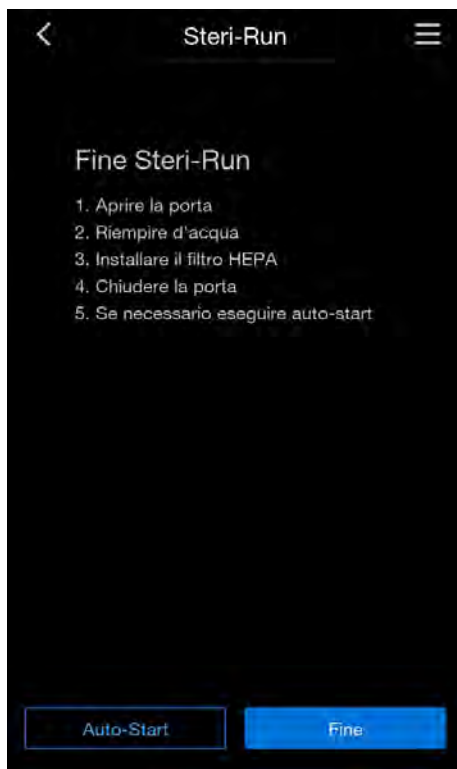 Steri-Run
Fine Steri-Run
1. Aprire la porta
2. Riempire d'acqua
3. Installare il filtro HEPA
4. Chiudere la porta
5. Se necessario eseguire auto-start
Auto-Start
Fine